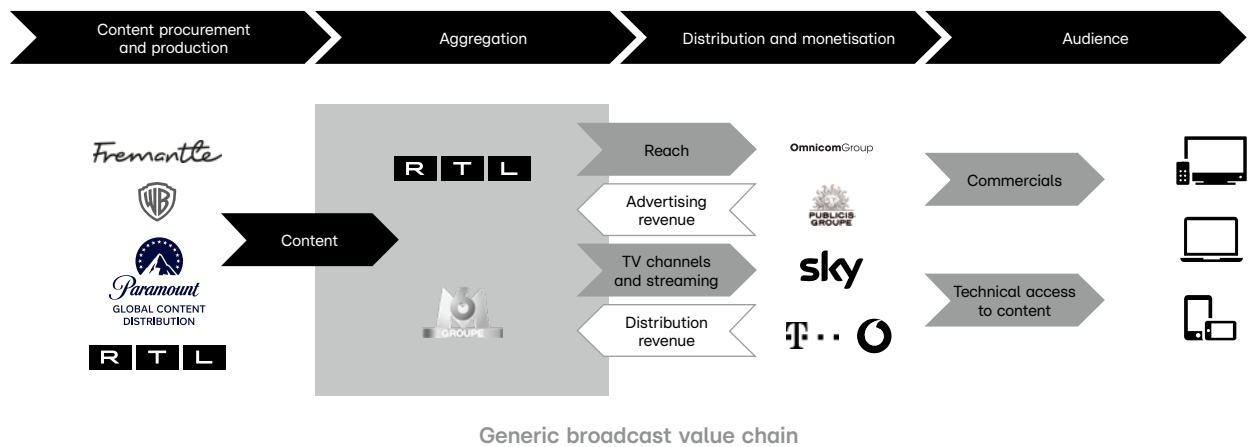 Content procurement
and production
Aggregation
Distribution and monetisation
Audience
Fremantle
WB
Paramount
GLOBAL CONTENT
DISTRIBUTION
RTL
Content
RTL
M6
GROUPE
Reach
Advertising
revenue
TV channels
and streaming
Distribution
revenue
OmnicomGroup
PUBLICIS
GROUPE
sky
T
Commercials
Technical access
to content
Generic broadcast value chain